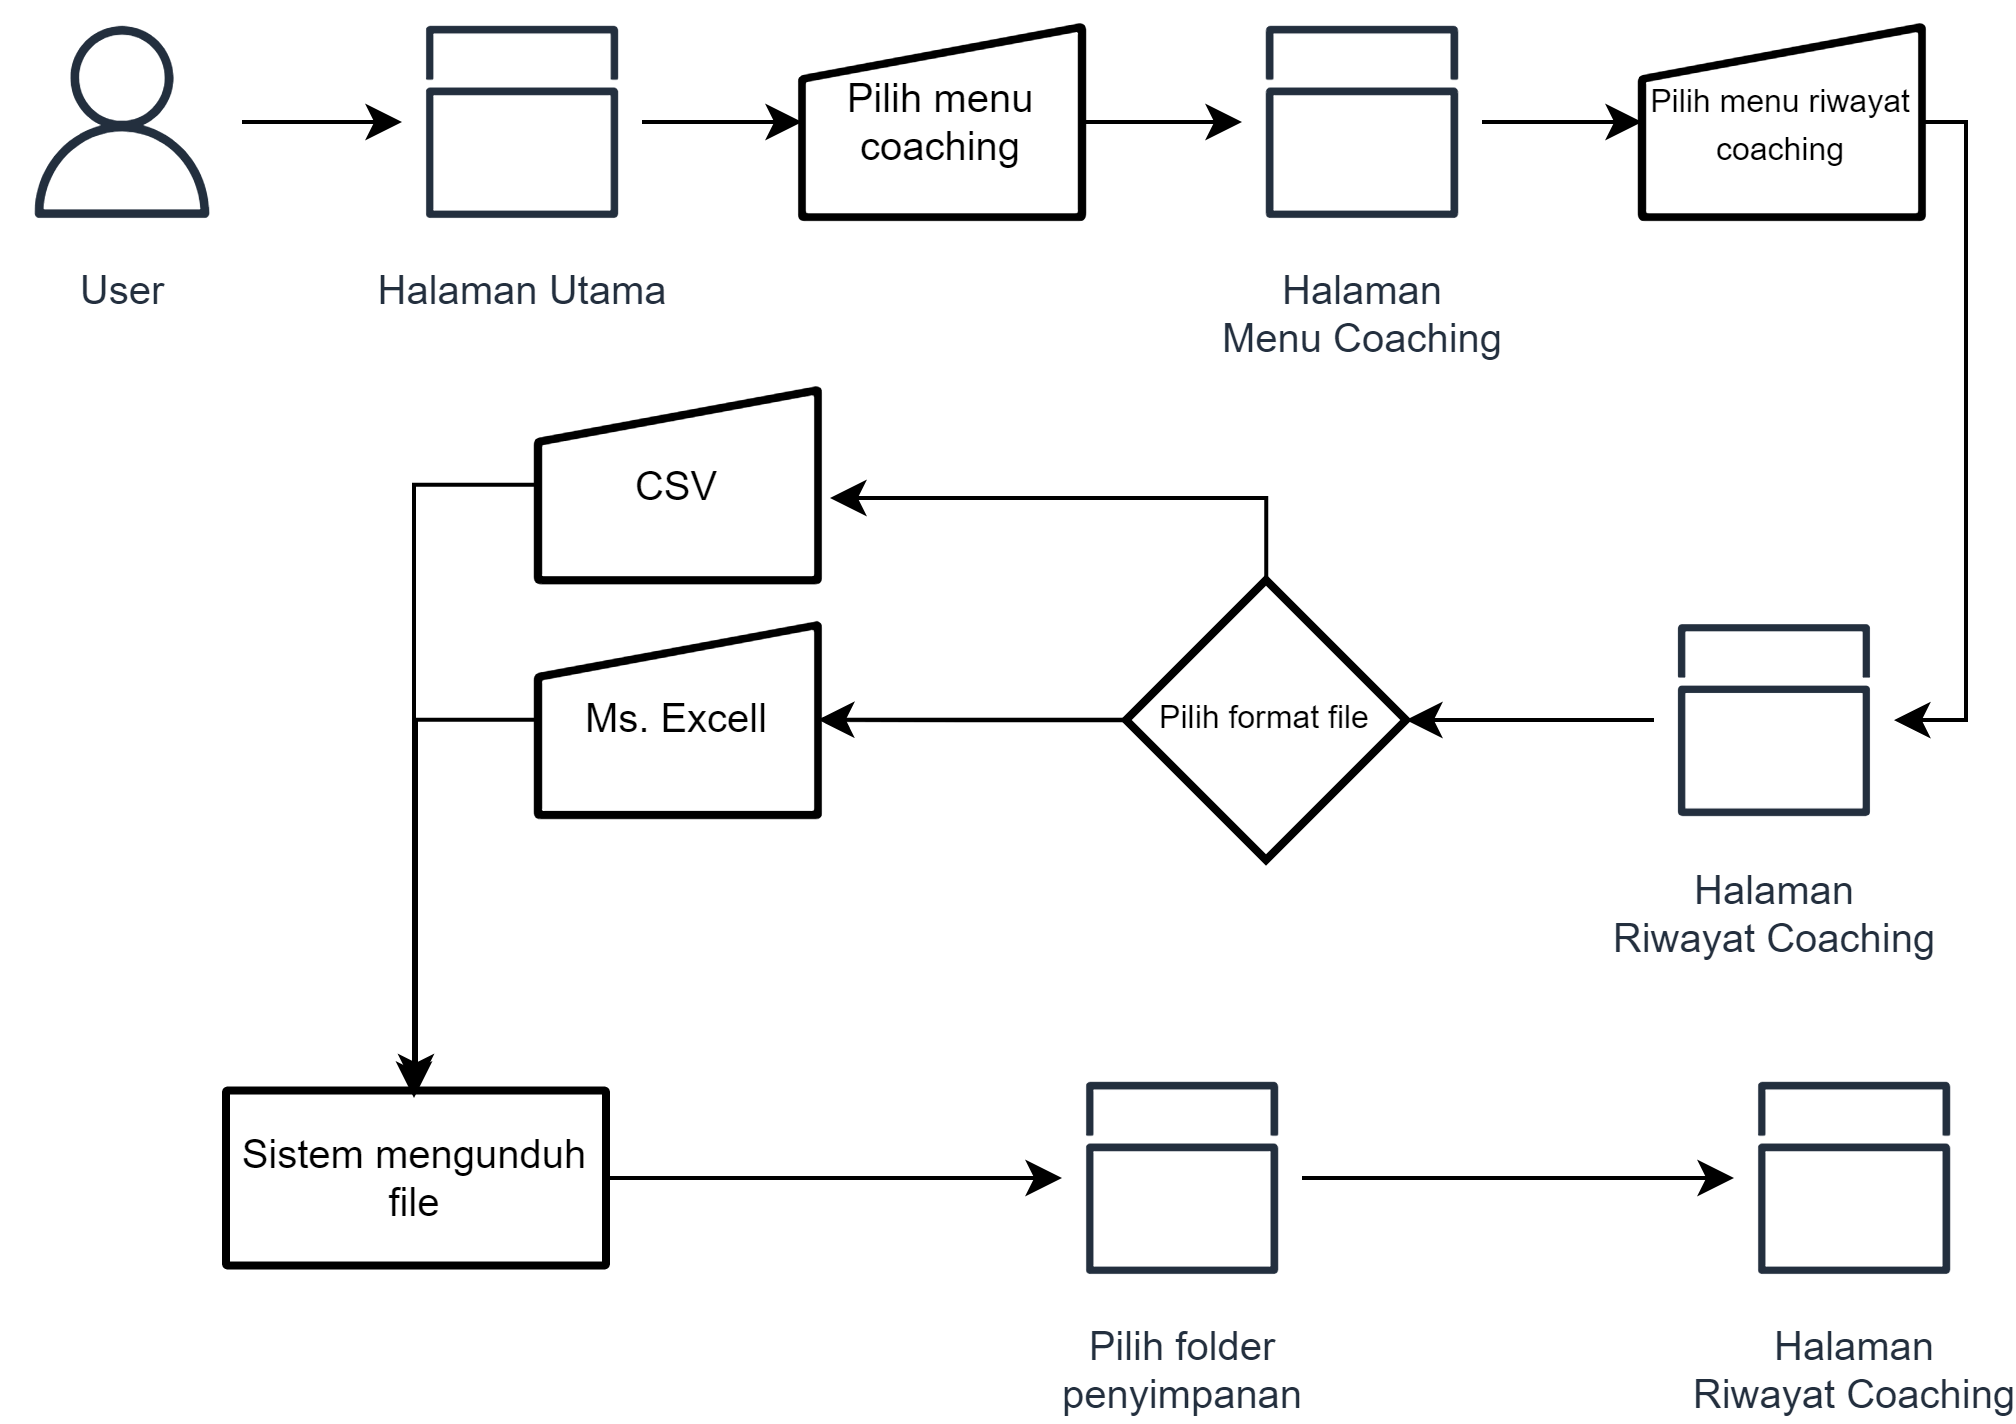 Pilih menu
coaching
Pilih menu riwayat
coaching
User
Halaman Utama
Halaman
Menu Coaching
CSV
Ms. Excell
Pilih format file
Halaman
Riwayat Coaching
Sistem mengunduh
file
Pilih folder
penyimpanan
Halaman
Riwayat Coaching